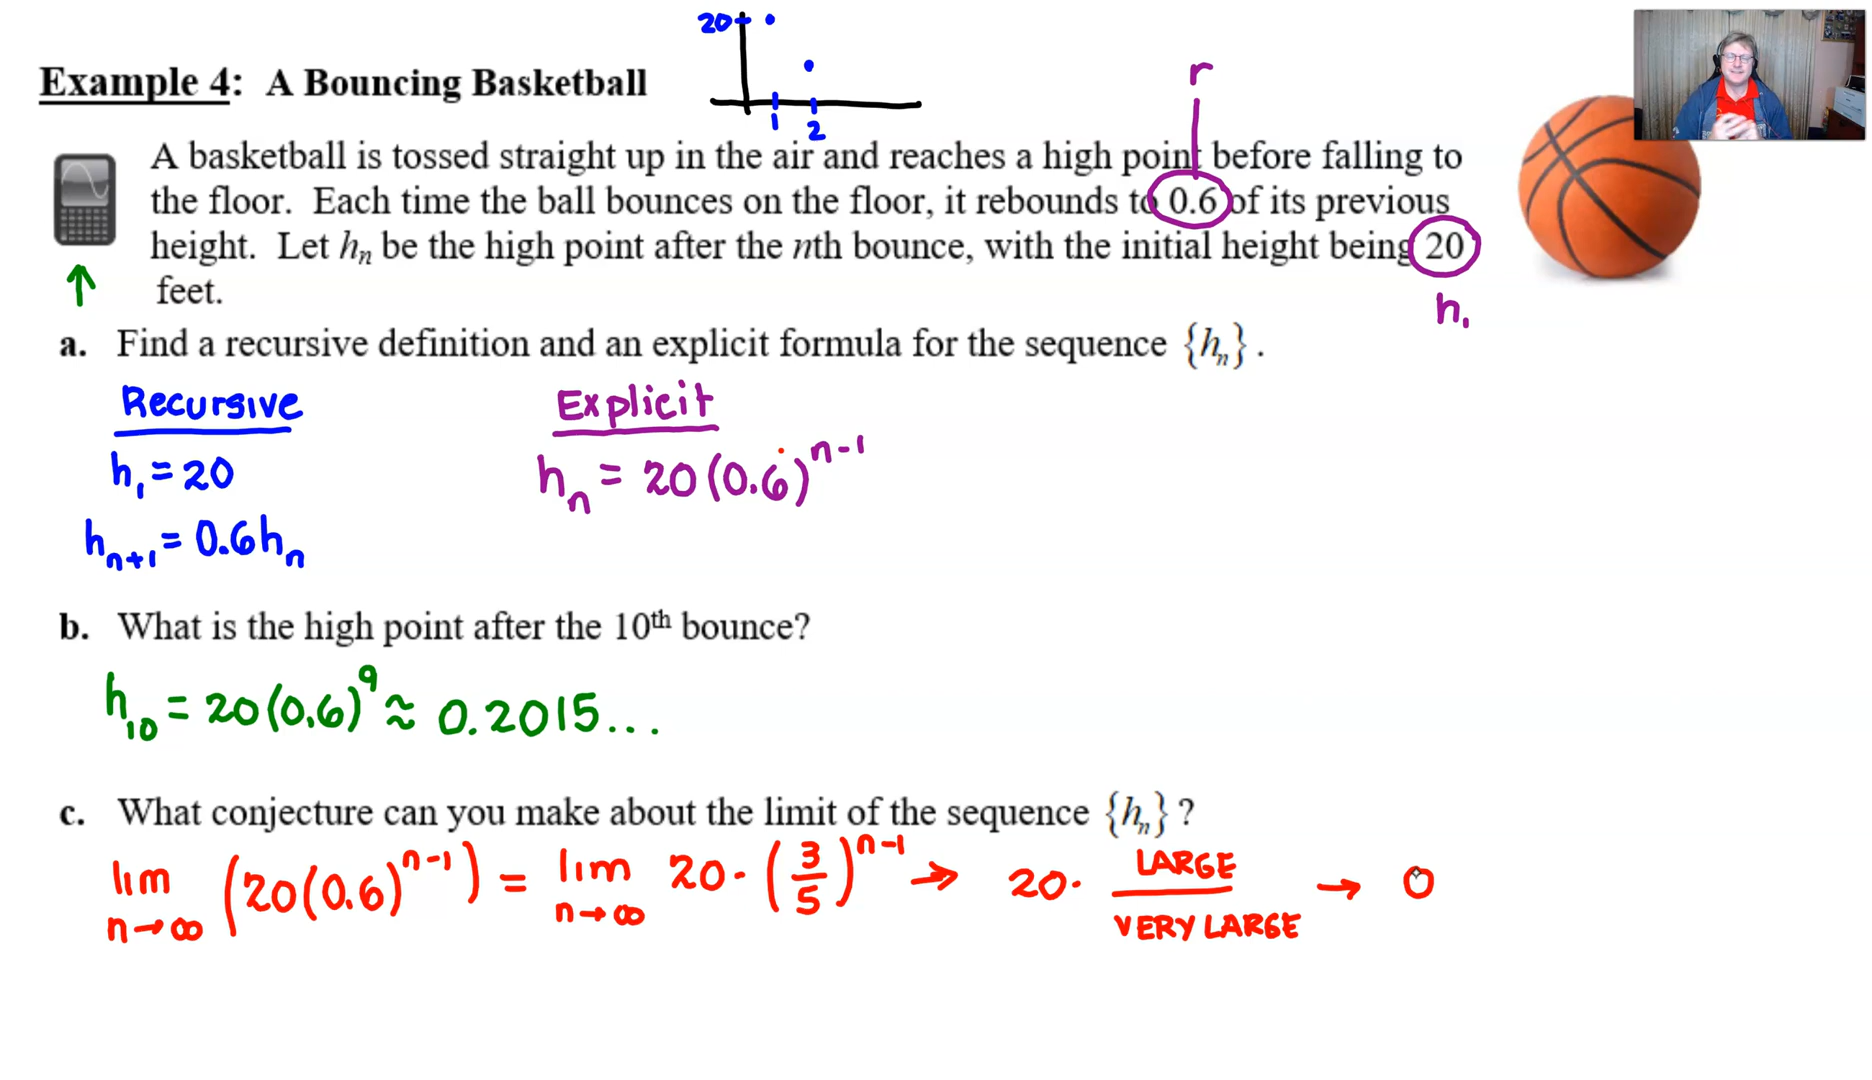 20
1
2
r
Example 4: A Bouncing Basketball
A basketball is tossed straight up in the air and reaches a high point before falling to
the floor. Each time the ball bounces on the floor, it rebounds to 0.6 of its previous
height. Let hₙ be the high point after the nth bounce, with the initial height being 20
feet.
h₁
a. Find a recursive definition and an explicit formula for the sequence {hₙ}.
Recursive
h₁ = 20
hₙ₊₁ = 0.6hₙ
Explicit
hₙ = 20(0.6)ⁿ⁻¹
b. What is the high point after the 10th bounce?
h₁₀ = 20(0.6)⁹ ≈ 0.2015...
c. What conjecture can you make about the limit of the sequence {hₙ}?
lim n→∞ (20(0.6)ⁿ⁻¹) = lim n→∞ 20·(3/5)ⁿ⁻¹ → 20· LARGE / VERY LARGE → 0